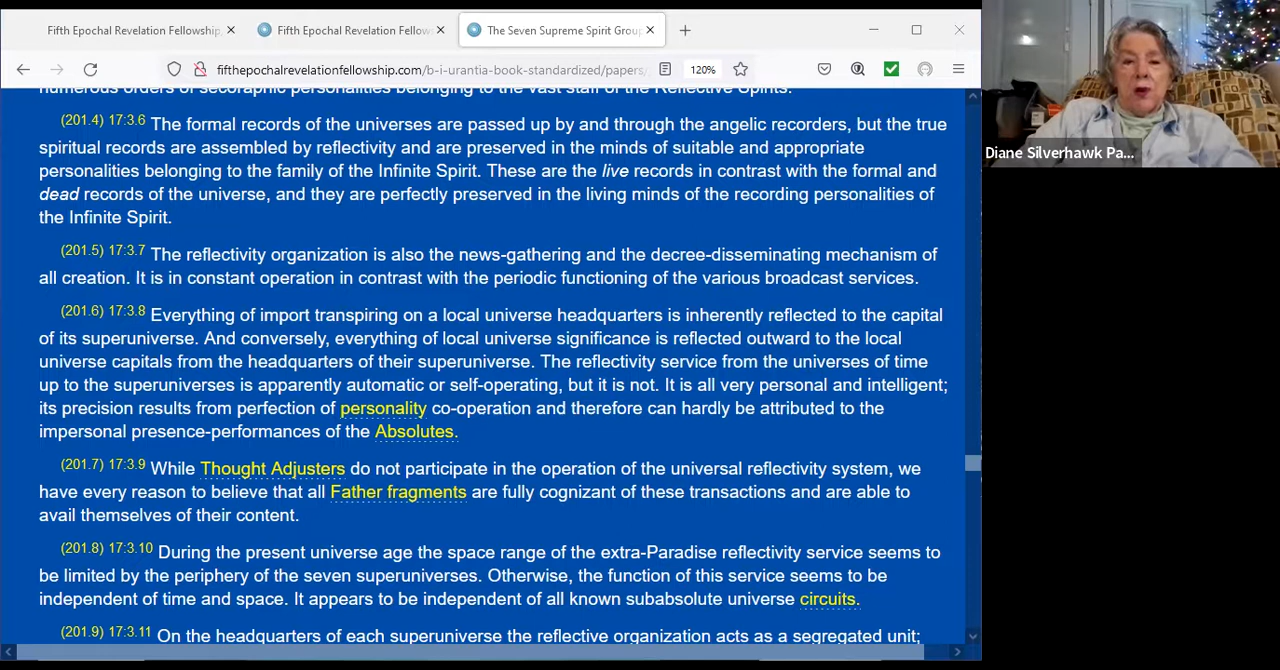 Fifth Epochal Revelation Fellowship
Fifth Epochal Revelation Fellow
The Seven Supreme Spirit Grou
fifthepochalrevelationfellowship.com/b-i-urantia-book-standardized/papers/
120%
numerous orders of secoraphic personalities belonging to the vast staff of the Reflective Spirits.
(201.4) 17:3.6 The formal records of the universes are passed up by and through the angelic recorders, but the true
spiritual records are assembled by reflectivity and are preserved in the minds of suitable and appropriate
personalities belonging to the family of the Infinite Spirit. These are the live records in contrast with the formal and
dead records of the universe, and they are perfectly preserved in the living minds of the recording personalities of
the Infinite Spirit.
(201.5) 17:3.7 The reflectivity organization is also the news-gathering and the decree-disseminating mechanism of
all creation. It is in constant operation in contrast with the periodic functioning of the various broadcast services.
(201.6) 17:3.8 Everything of import transpiring on a local universe headquarters is inherently reflected to the capital
of its superuniverse. And conversely, everything of local universe significance is reflected outward to the local
universe capitals from the headquarters of their superuniverse. The reflectivity service from the universes of time
up to the superuniverses is apparently automatic or self-operating, but it is not. It is all very personal and intelligent;
its precision results from perfection of personality co-operation and therefore can hardly be attributed to the
impersonal presence-performances of the Absolutes.
(201.7) 17:3.9 While Thought Adjusters do not participate in the operation of the universal reflectivity system, we
have every reason to believe that all Father fragments are fully cognizant of these transactions and are able to
avail themselves of their content.
(201.8) 17:3.10 During the present universe age the space range of the extra-Paradise reflectivity service seems to
be limited by the periphery of the seven superuniverses. Otherwise, the function of this service seems to be
independent of time and space. It appears to be independent of all known subabsolute universe circuits.
(201.9) 17:3.11 On the headquarters of each superuniverse the reflective organization acts as a segregated unit;
Diane Silverhawk Pa...